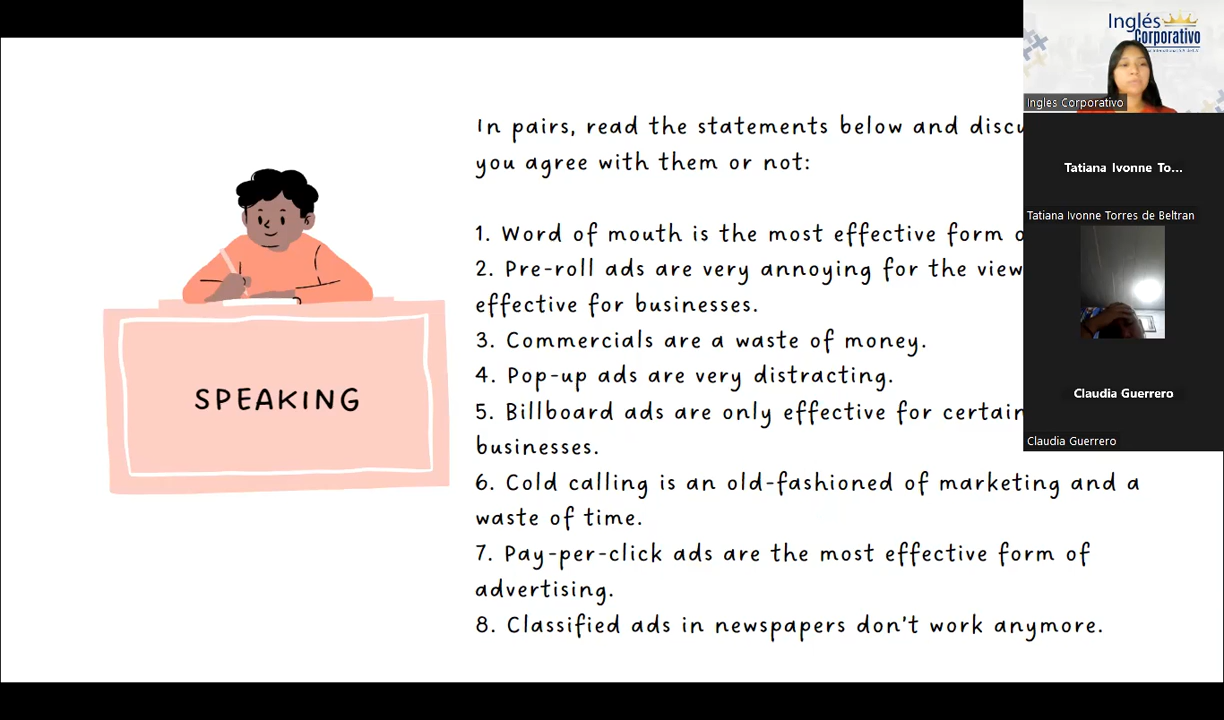 In pairs, read the statements below and
you agree with them or not:
1. Word of mouth is the most effective form
2. Pre-roll ads are very annoying for the
effective for businesses.
3. Commercials are a waste of money.
4. Pop-up ads are very distracting.
5. Billboard ads are only effective for certain
businesses.
6. Cold calling is an old-fashioned of marketing and a
waste of time.
7. Pay-per-click ads are the most effective form of
advertising.
8. Classified ads in newspapers don't work anymore.
SPEAKING
Inglés
Corporativo
Ingles Corporativo
Tatiana Ivonne To...
Tatiana Ivonne Torres de Beltran
Claudia Guerrero
Claudia Guerrero